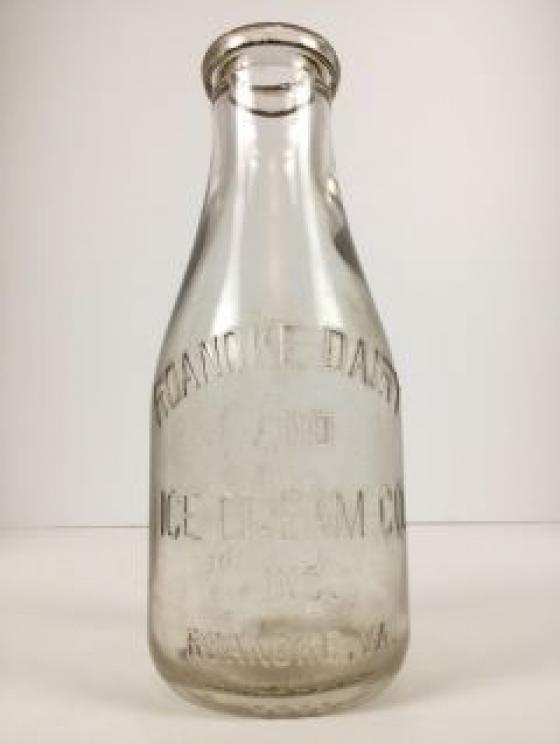 ROANOKE DAIRY
AND
ICE CREAM CO.
INC.
ROANOKE, VA.